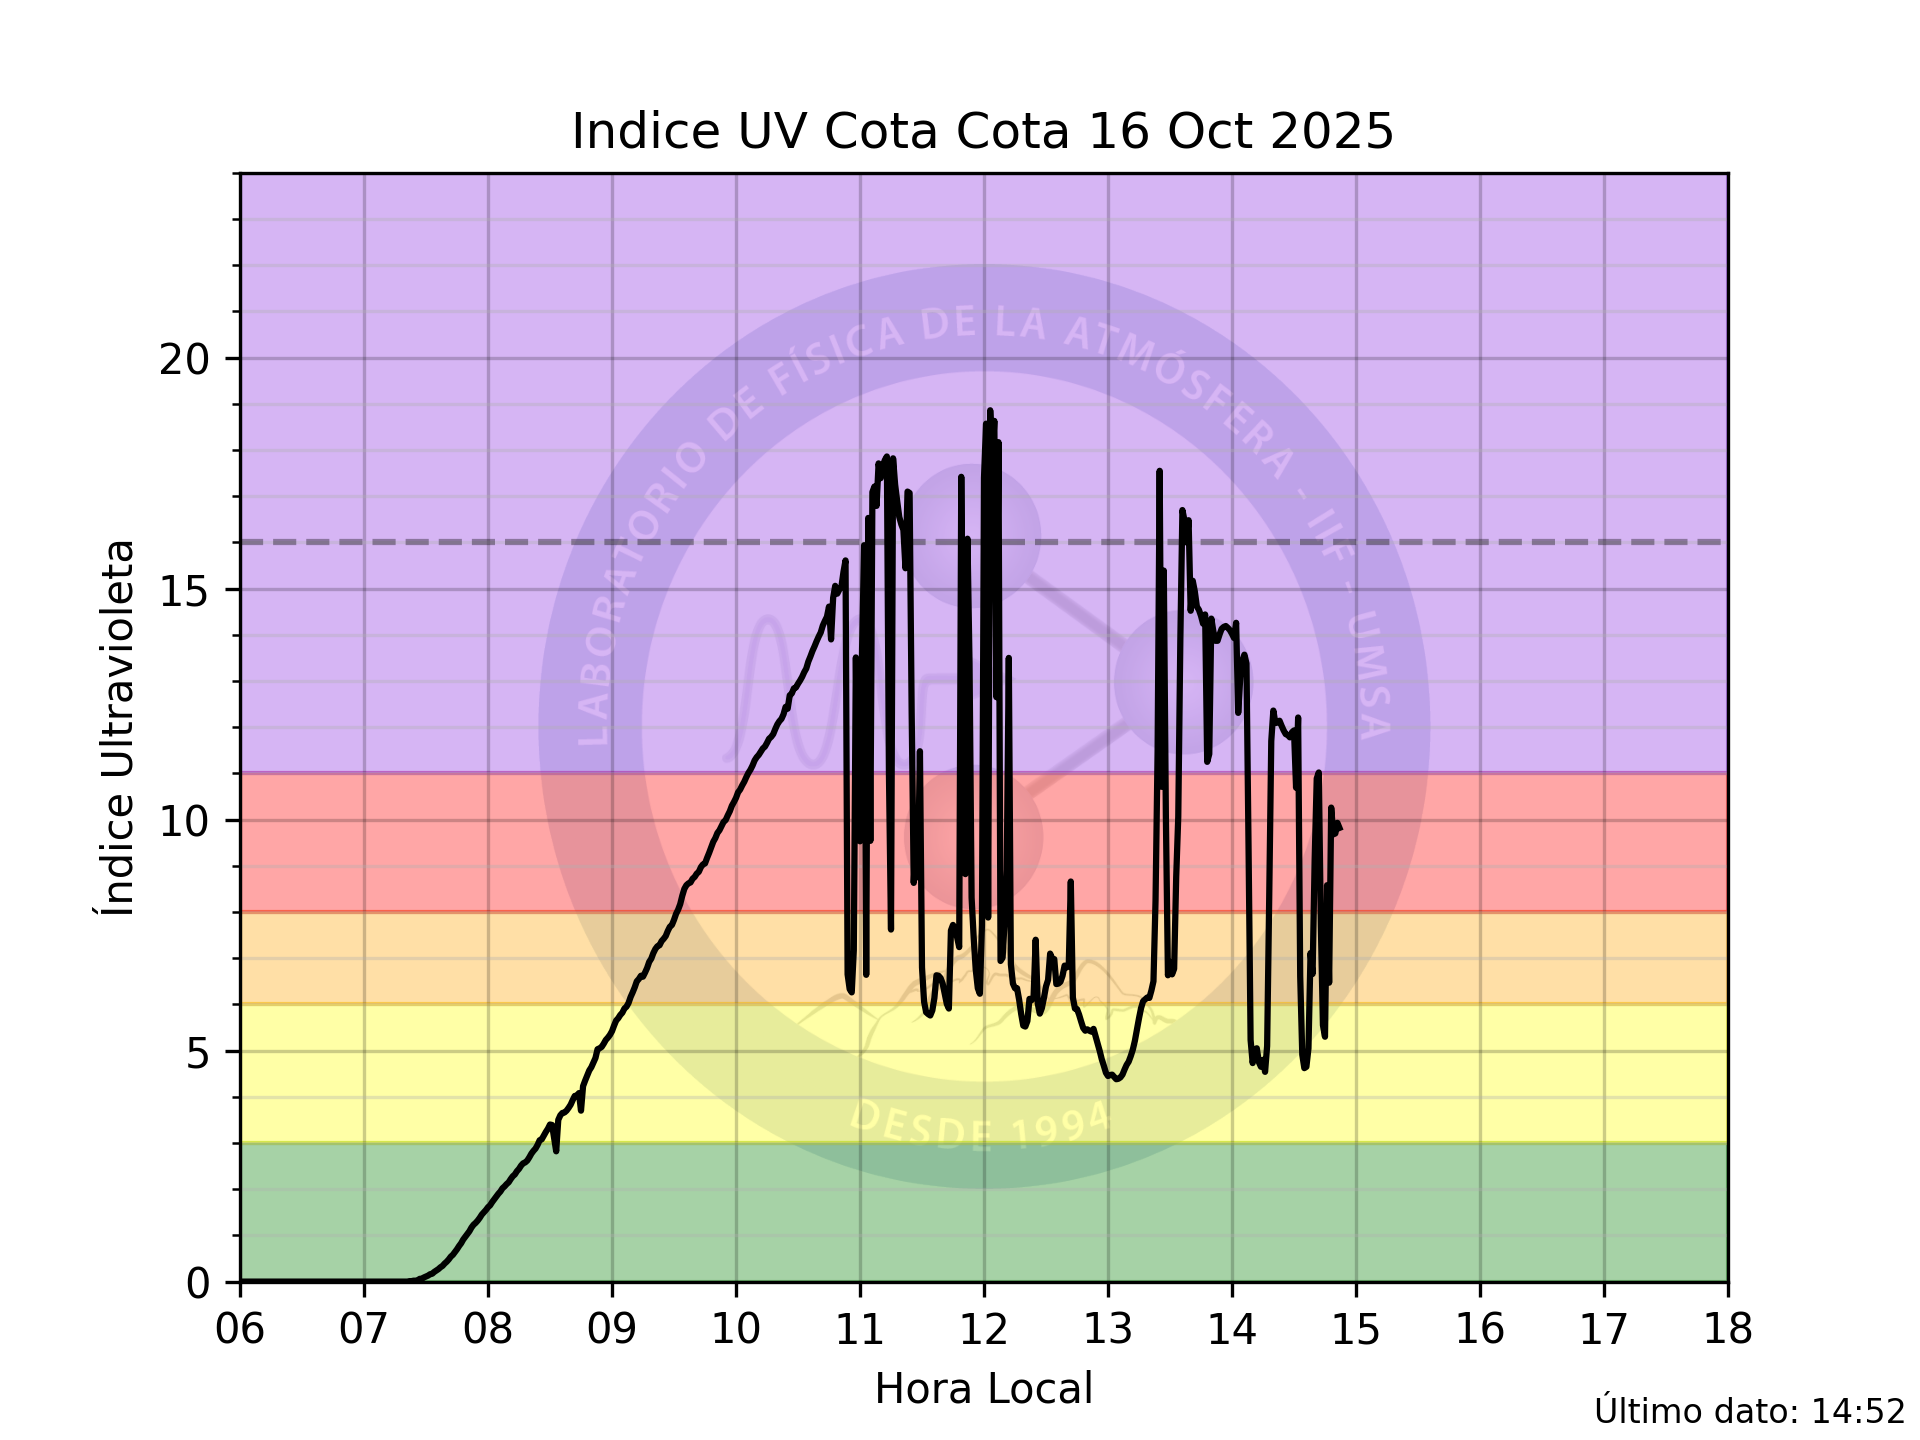 Indice UV Cota Cota 16 Oct 2025
LABORATORIO DE FÍSICA DE LA ATMÓSFERA - IIF - UMSA
DESDE 1994
Índice Ultravioleta
20
15
10
5
0
06 07 08 09 10 11 12 13 14 15 16 17 18
Hora Local
Último dato: 14:52